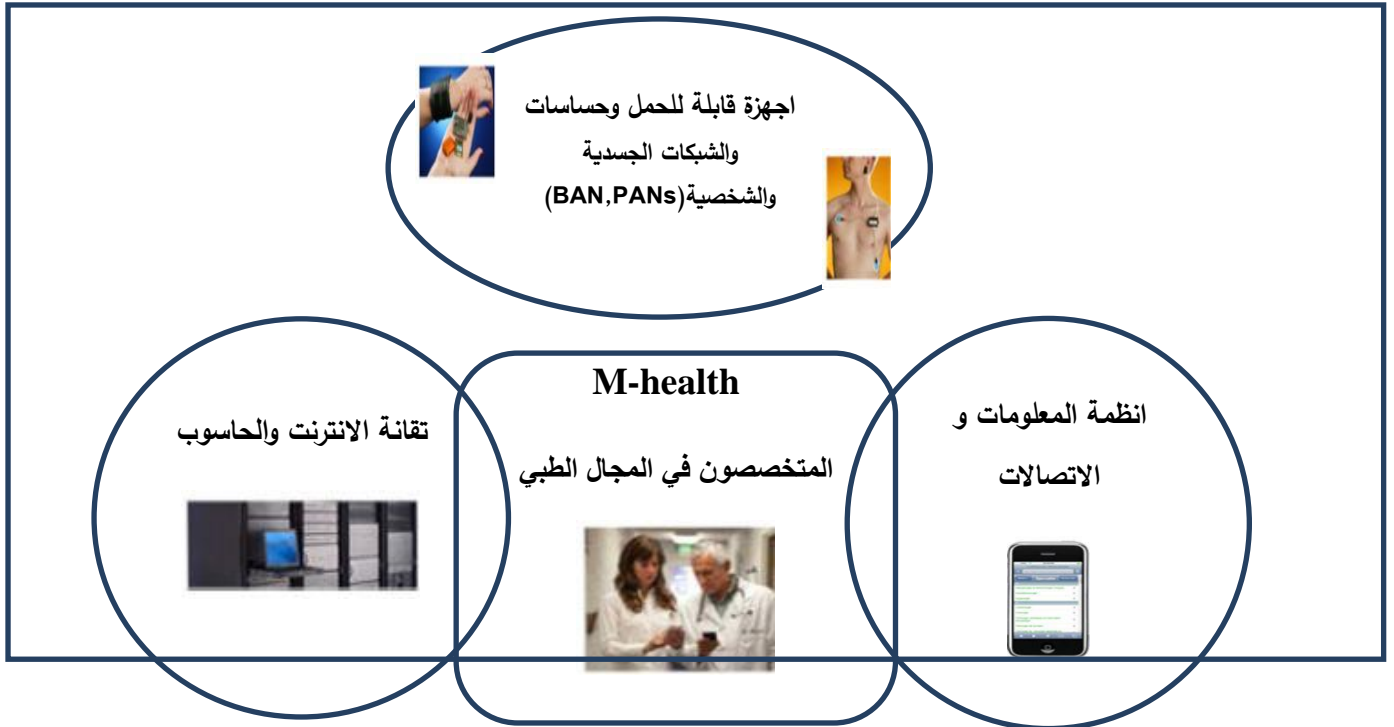 اجهزة قابلة للحمل وحساسات
والشبكات الجسدية
والشخصية(BAN,PANs)
M-health
انظمة المعلومات و
الاتصالات
المتخصصون في المجال الطبي
تقانة الانترنت والحاسوب